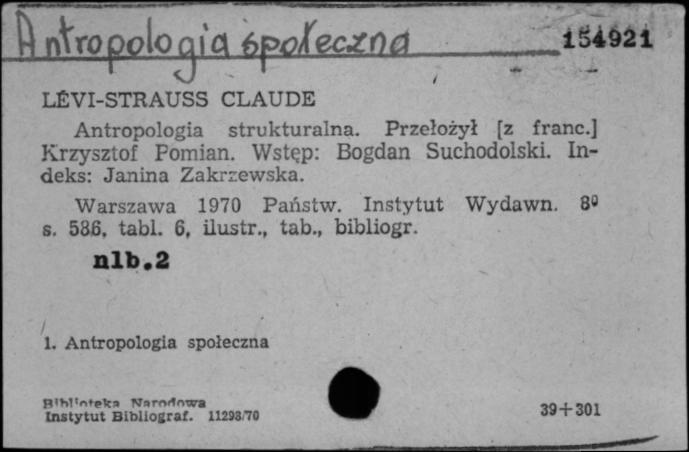 Antropologia społeczna
154921
LÉVI-STRAUSS CLAUDE
Antropologia strukturalna. Przełożył [z franc.]
Krzysztof Pomian. Wstęp: Bogdan Suchodolski. In-
deks: Janina Zakrzewska.
Warszawa 1970 Państw. Instytut Wydawn. 8º
s. 586, tabl. 6, ilustr., tab., bibliogr.
nlb.2
1. Antropologia społeczna
Biblioteka Narodowa
Instytut Bibliograf. 11298/70
39+301